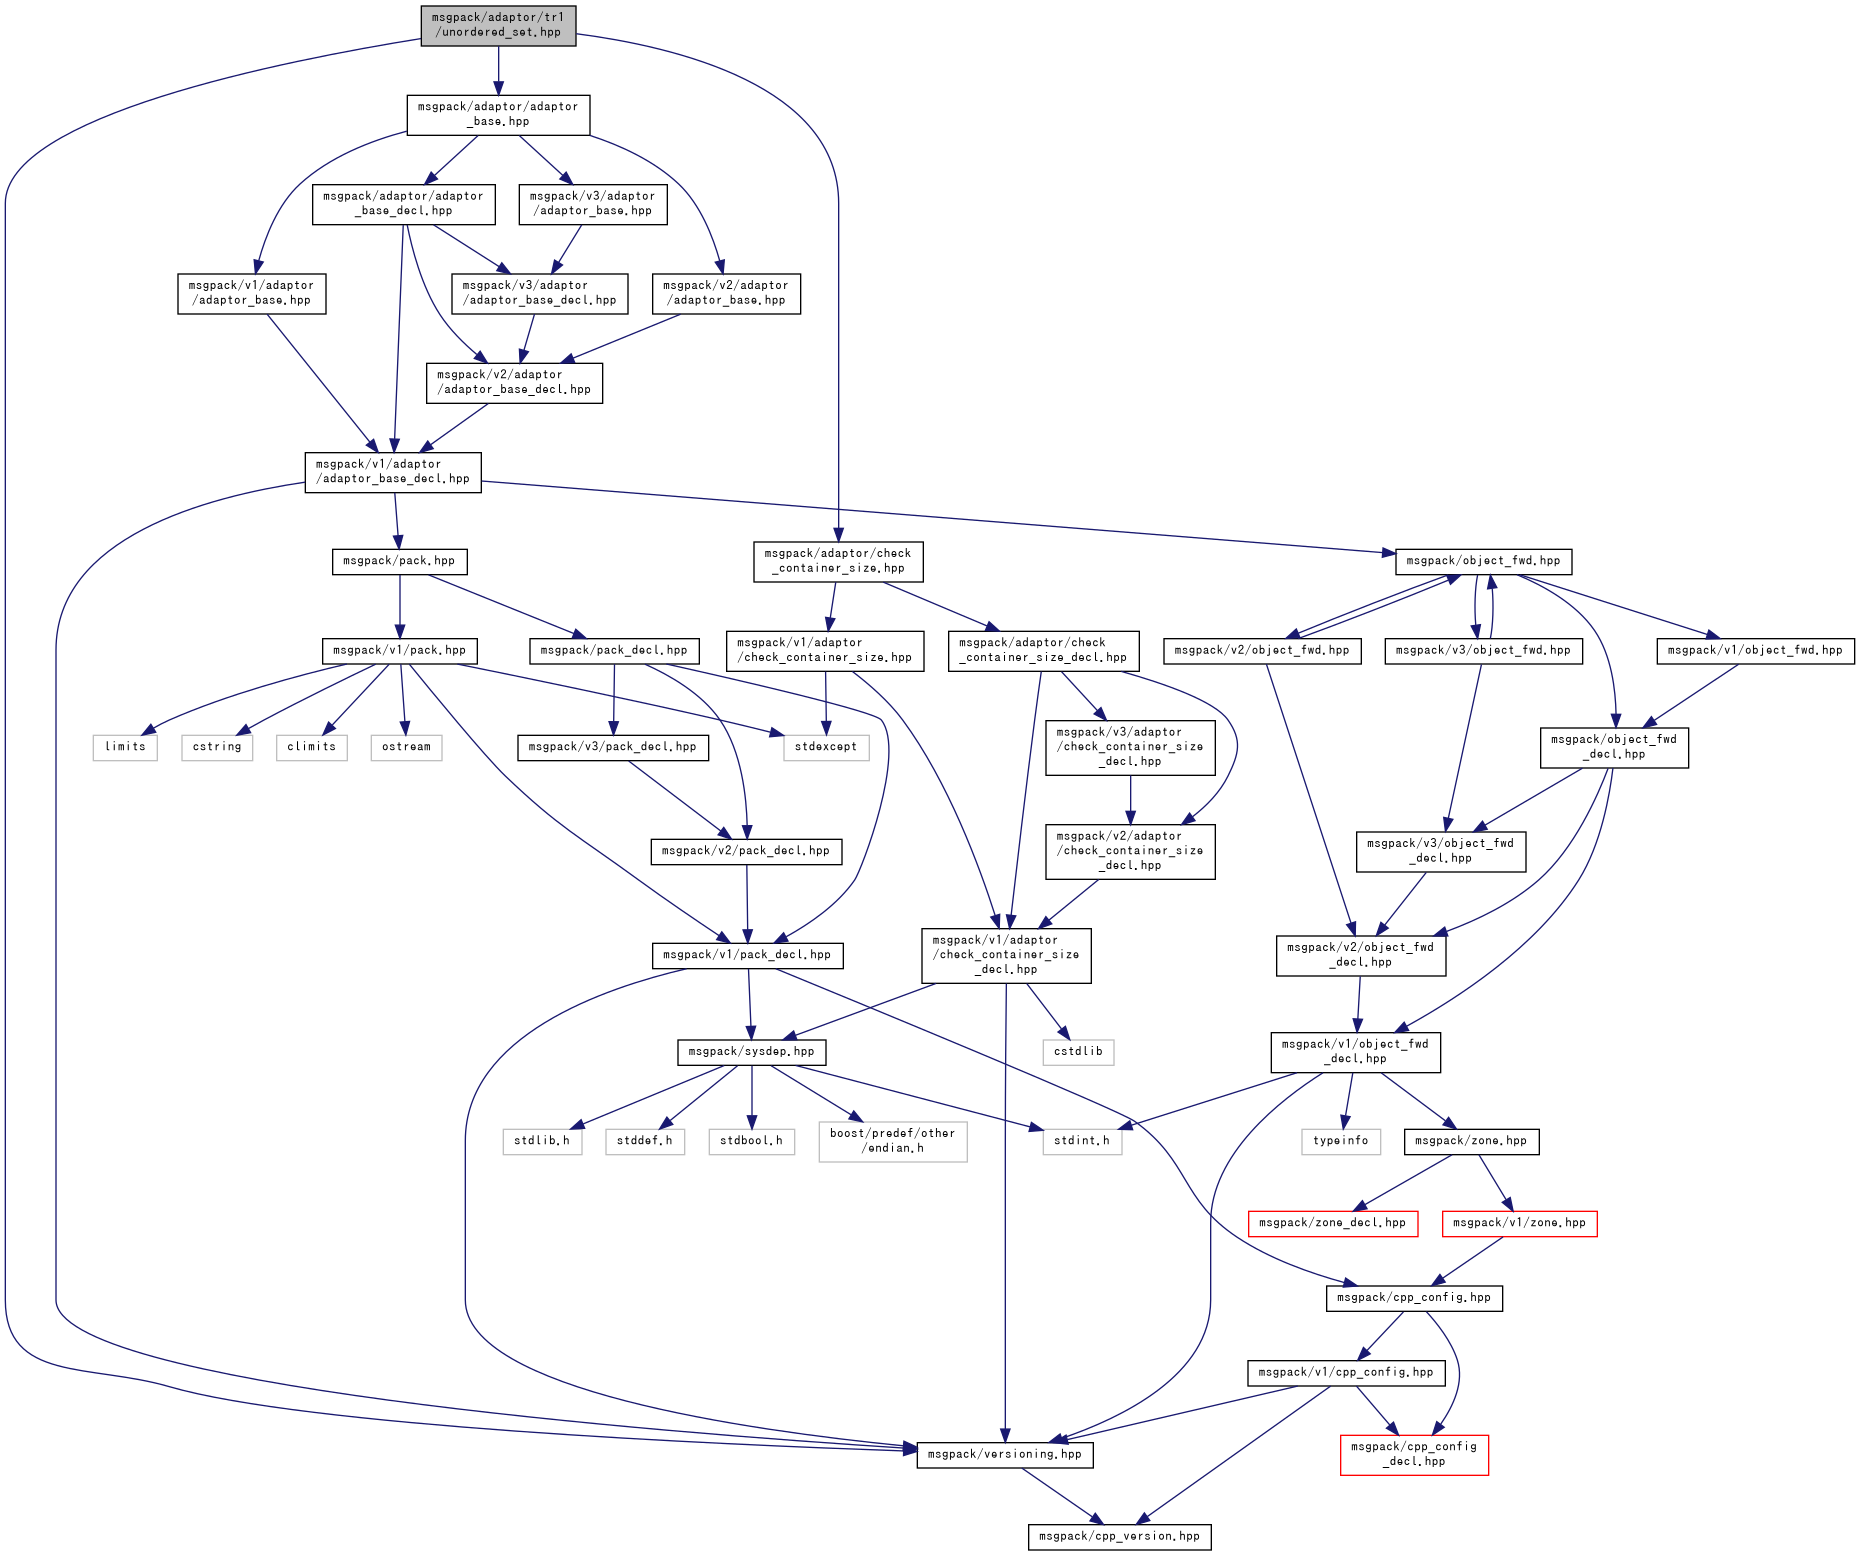 msgpack/adaptor/tr1
/unordered_set.hpp
msgpack/adaptor/adaptor
_base.hpp
msgpack/adaptor/adaptor
_base_decl.hpp
msgpack/v3/adaptor
/adaptor_base.hpp
msgpack/v1/adaptor
/adaptor_base.hpp
msgpack/v3/adaptor
/adaptor_base_decl.hpp
msgpack/v2/adaptor
/adaptor_base.hpp
msgpack/v2/adaptor
/adaptor_base_decl.hpp
msgpack/v1/adaptor
/adaptor_base_decl.hpp
msgpack/pack.hpp
msgpack/adaptor/check
_container_size.hpp
msgpack/object_fwd.hpp
msgpack/v1/pack.hpp
msgpack/pack_decl.hpp
msgpack/v1/adaptor
/check_container_size.hpp
msgpack/adaptor/check
_container_size_decl.hpp
msgpack/v2/object_fwd.hpp
msgpack/v3/object_fwd.hpp
msgpack/v1/object_fwd.hpp
limits
cstring
climits
ostream
msgpack/v3/pack_decl.hpp
stdexcept
msgpack/v3/adaptor
/check_container_size
_decl.hpp
msgpack/object_fwd
_decl.hpp
msgpack/v2/pack_decl.hpp
msgpack/v2/adaptor
/check_container_size
_decl.hpp
msgpack/v3/object_fwd
_decl.hpp
msgpack/v1/pack_decl.hpp
msgpack/v1/adaptor
/check_container_size
_decl.hpp
msgpack/v2/object_fwd
_decl.hpp
msgpack/sysdep.hpp
cstdlib
msgpack/v1/object_fwd
_decl.hpp
stdlib.h
stddef.h
stdbool.h
boost/predef/other
/endian.h
stdint.h
typeinfo
msgpack/zone.hpp
msgpack/zone_decl.hpp
msgpack/v1/zone.hpp
msgpack/cpp_config.hpp
msgpack/v1/cpp_config.hpp
msgpack/versioning.hpp
msgpack/cpp_config
_decl.hpp
msgpack/cpp_version.hpp